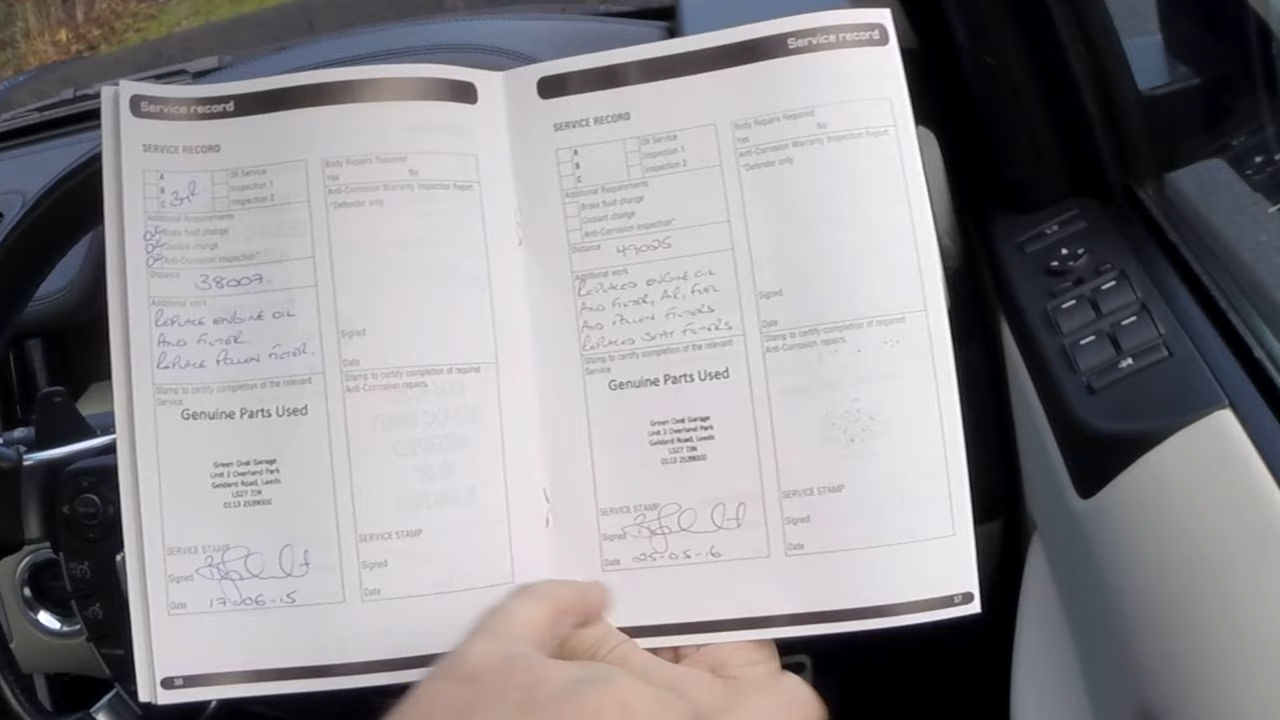 Service record
SERVICE RECORD
A
B
C
3rd
Oil Service
Inspection 1
Inspection 2
Additional Requirements
Brake fluid change
Coolant change
Anti-Corrosion inspection*
Distance 38007.
Additional work
REPLACE ENGINE OIL
AND FILTER
REPLACE POLLEN FILTER.
Stamp to certify completion of the relevant
Service
Genuine Parts Used
Green Oval Garage
Unit 2 Overland Park
Gelderd Road, Leeds
LS27 7JN
0113 2539000
SERVICE STAMP
Signed
Date 17-06-15
Body Repairs Required
Yes No
Anti-Corrosion Warranty Inspection Report
*Defender only
Signed
Date
Stamp to certify completion of required
Anti-Corrosion repairs.
SERVICE STAMP
Signed
Date
16
Service record
SERVICE RECORD
A
B
C
Oil Service
Inspection 1
Inspection 2
Additional Requirements
Brake fluid change
Coolant change
Anti-Corrosion inspection*
Distance 49025
Additional work
REPLACED ENGINE OIL
AND FILTER, AIR, FUEL
AND POLLEN FILTERS
REPLACED SEAT FILTERS
Stamp to certify completion of the relevant
Service
Genuine Parts Used
Green Oval Garage
Unit 2 Overland Park
Gelderd Road, Leeds
LS27 7JN
0113 2539000
SERVICE STAMP
Signed
Date 25-05-16
Body Repairs Required
Yes No
Anti-Corrosion Warranty Inspection Report
*Defender only
Signed
Date
Stamp to certify completion of required
Anti-Corrosion repairs.
SERVICE STAMP
Signed
Date
17